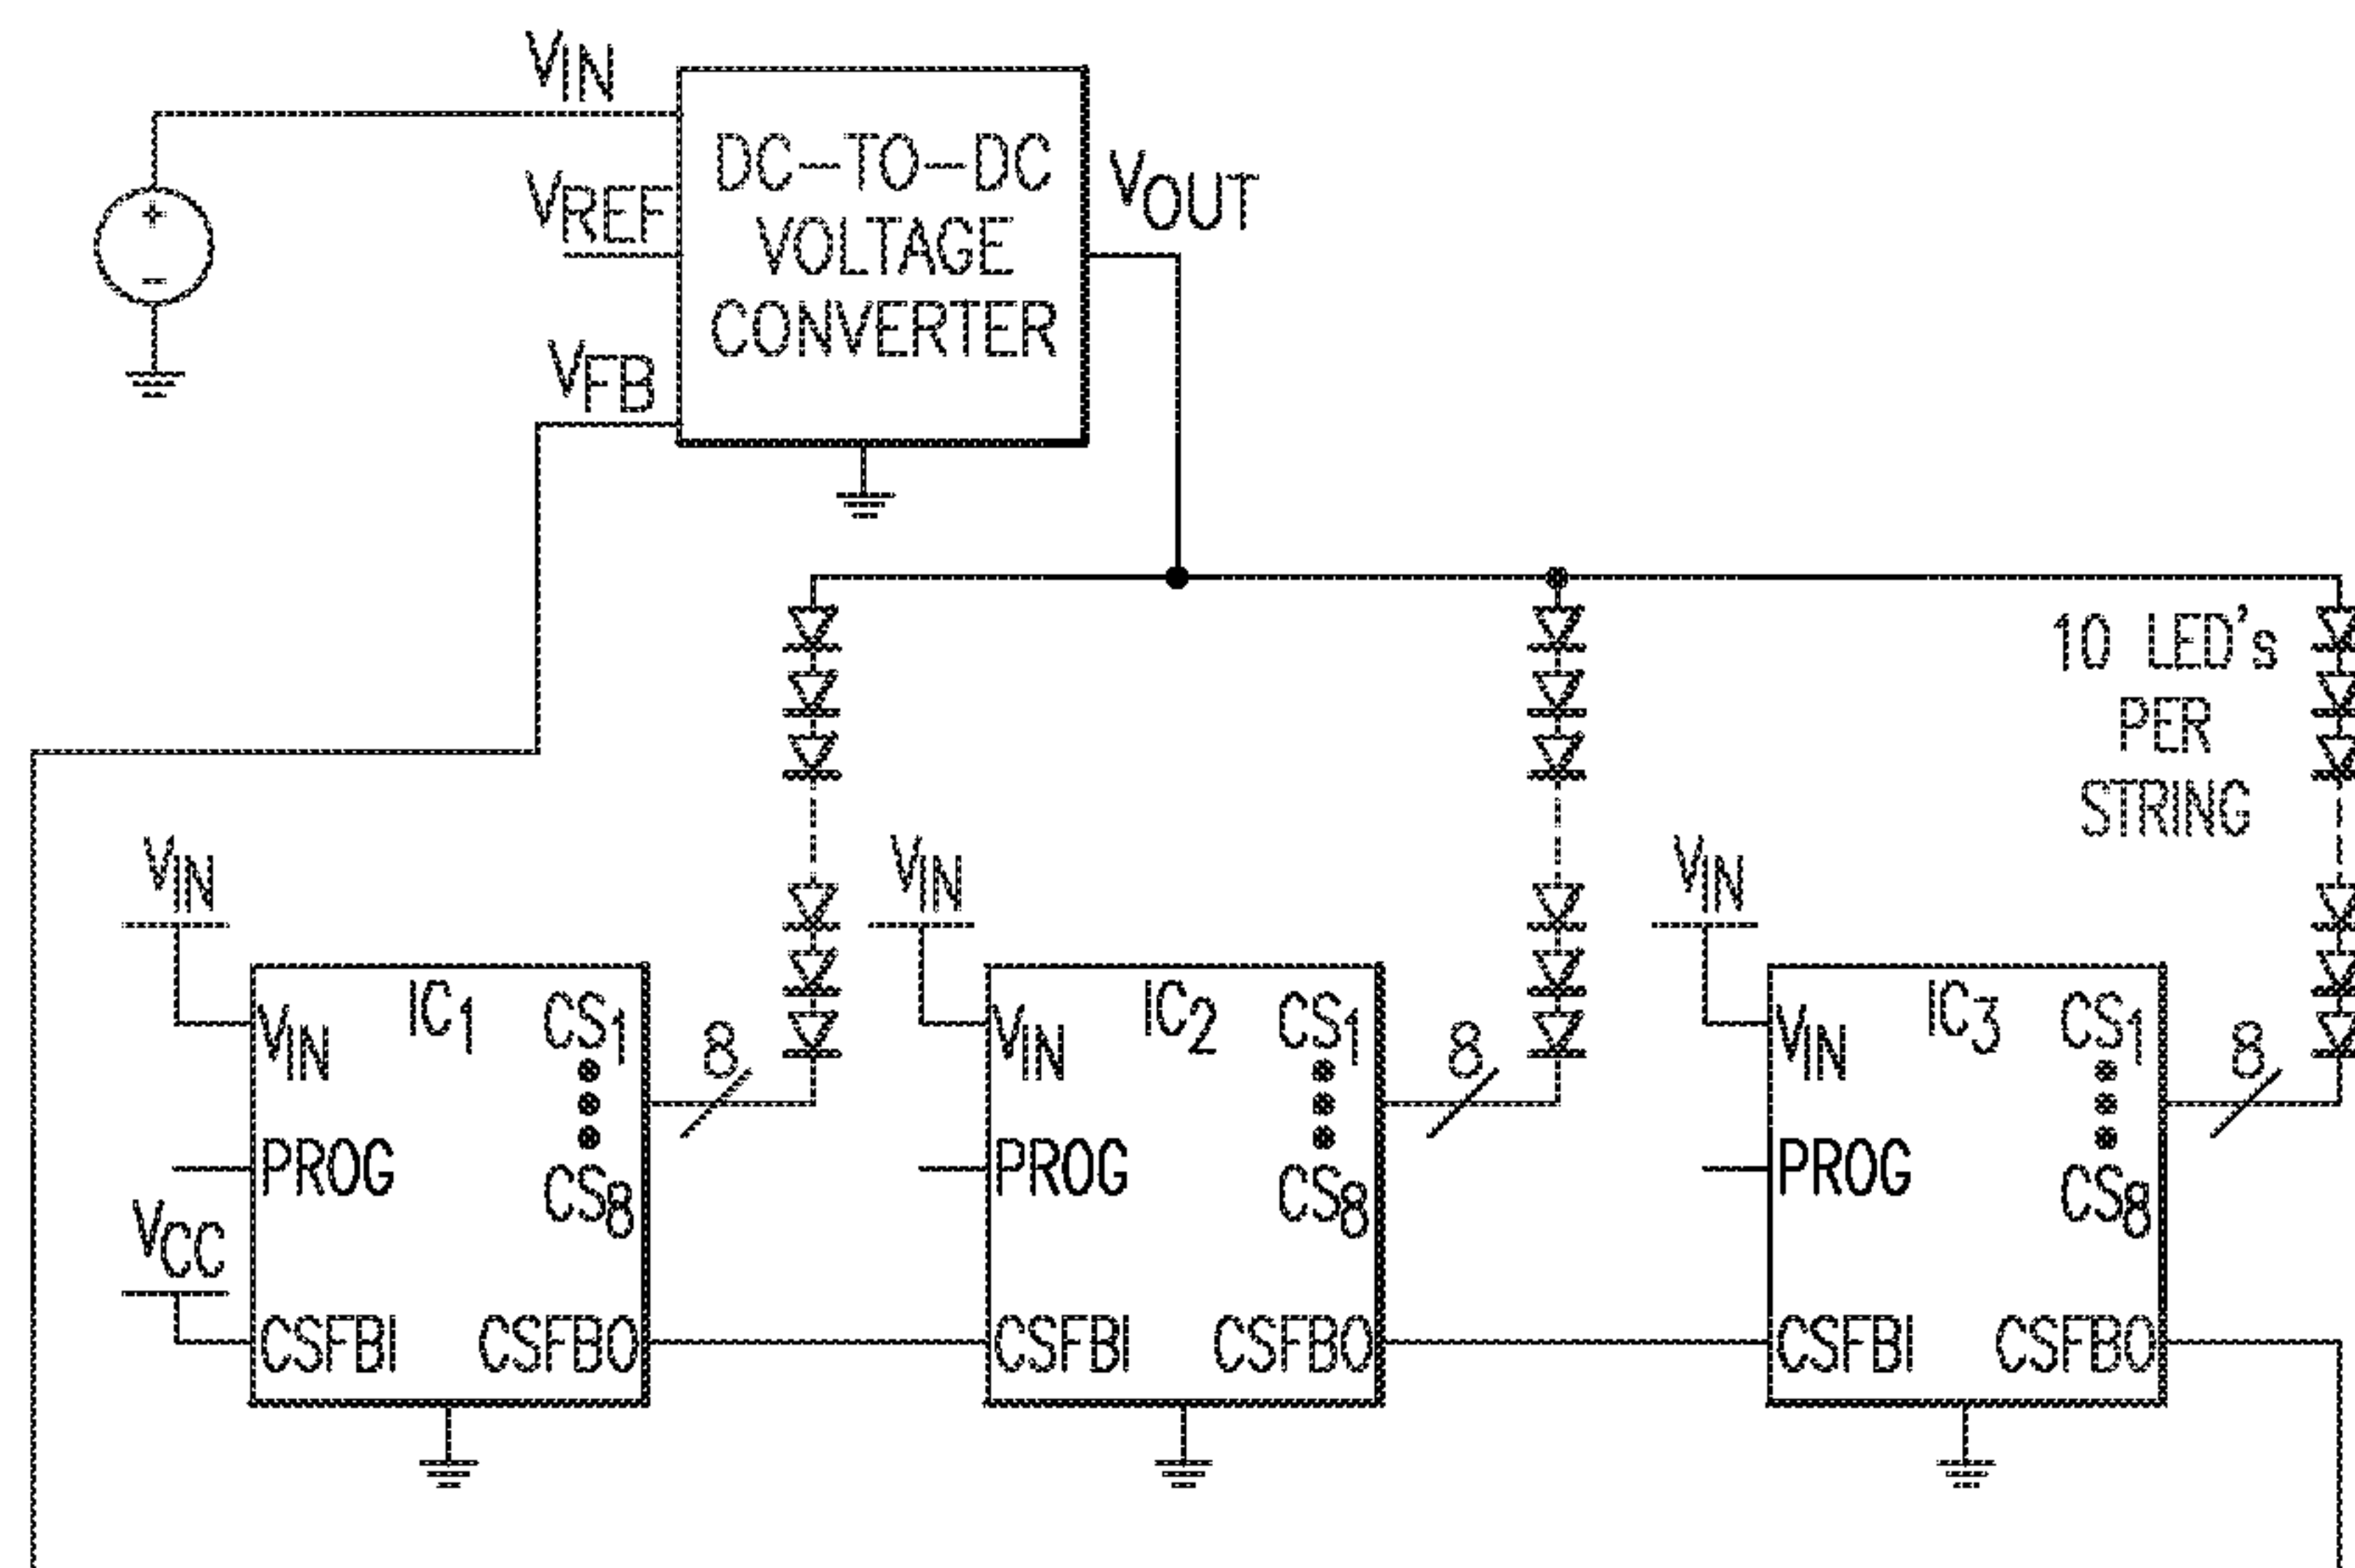 VIN
VREF
VFB
DC-TO-DC
VOLTAGE
CONVERTER
VOUT
10 LED's
PER
STRING
VIN
VIN
IC1
CS1
PROG
CS8
VCC
CSFBI
CSFBO
8
VIN
VIN
IC2
CS1
PROG
CS8
CSFBI
CSFBO
8
VIN
VIN
IC3
CS1
PROG
CS8
CSFBI
CSFBO
8